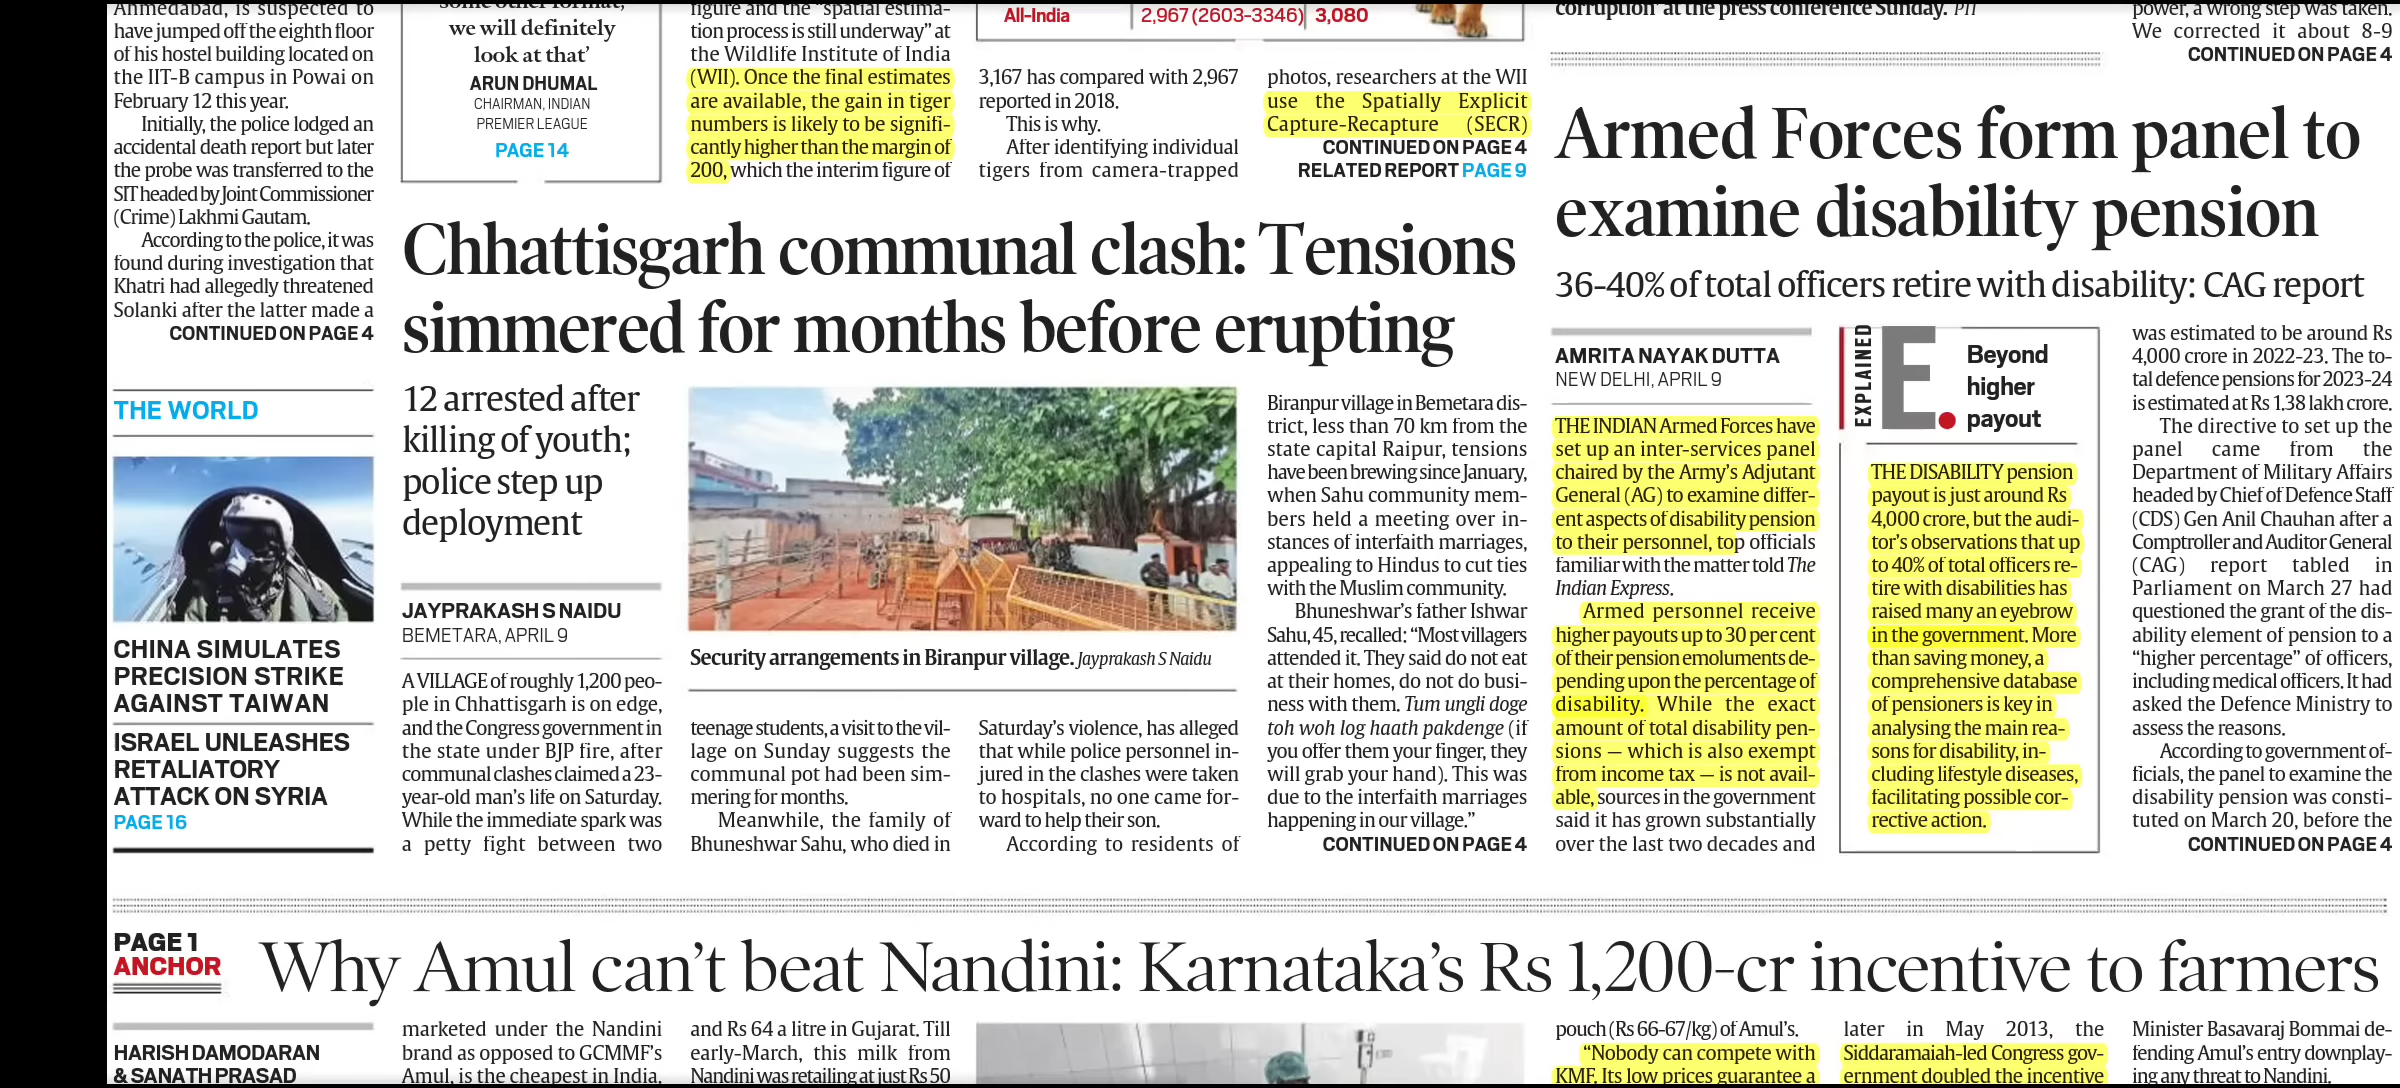 Ahmedabad, is suspected to
have jumped off the eighth floor
of his hostel building located on
the IIT-B campus in Powai on
February 12 this year.
Initially, the police lodged an
accidental death report but later
the probe was transferred to the
SIT headed by Joint Commissioner
(Crime) Lakhmi Gautam.
According to the police, it was
found during investigation that
Khatri had allegedly threatened
Solanki after the latter made a
CONTINUED ON PAGE 4
some other format,
we will definitely
look at that’
ARUN DHUMAL
CHAIRMAN, INDIAN
PREMIER LEAGUE
PAGE 14
figure and the “spatial estima-
tion process is still underway” at
the Wildlife Institute of India
(WII). Once the final estimates
are available, the gain in tiger
numbers is likely to be signifi-
cantly higher than the margin of
200, which the interim figure of
All-India 2,967 (2603-3346) 3,080
3,167 has compared with 2,967
reported in 2018.
This is why.
After identifying individual
tigers from camera-trapped
photos, researchers at the WII
use the Spatially Explicit
Capture-Recapture (SECR)
CONTINUED ON PAGE 4
RELATED REPORT PAGE 9
corruption’ at the press conference Sunday. PTI
power, a wrong step was taken.
We corrected it about 8-9
CONTINUED ON PAGE 4
THE WORLD
CHINA SIMULATES
PRECISION STRIKE
AGAINST TAIWAN
ISRAEL UNLEASHES
RETALIATORY
ATTACK ON SYRIA
PAGE 16
Chhattisgarh communal clash: Tensions
simmered for months before erupting
12 arrested after
killing of youth;
police step up
deployment
JAYPRAKASH S NAIDU
BEMETARA, APRIL 9
A VILLAGE of roughly 1,200 peo-
ple in Chhattisgarh is on edge,
and the Congress government in
the state under BJP fire, after
communal clashes claimed a 23-
year-old man’s life on Saturday.
While the immediate spark was
a petty fight between two
Security arrangements in Biranpur village. Jayprakash S Naidu
teenage students, a visit to the vil-
lage on Sunday suggests the
communal pot had been sim-
mering for months.
Meanwhile, the family of
Bhuneshwar Sahu, who died in
Saturday’s violence, has alleged
that while police personnel in-
jured in the clashes were taken
to hospitals, no one came for-
ward to help their son.
According to residents of
Biranpur village in Bemetara dis-
trict, less than 70 km from the
state capital Raipur, tensions
have been brewing since January,
when Sahu community mem-
bers held a meeting over in-
stances of interfaith marriages,
appealing to Hindus to cut ties
with the Muslim community.
Bhuneshwar’s father Ishwar
Sahu, 45, recalled: “Most villagers
attended it. They said do not eat
at their homes, do not do busi-
ness with them. Tum ungli doge
toh woh log haath pakdenge (if
you offer them your finger, they
will grab your hand). This was
due to the interfaith marriages
happening in our village.”
CONTINUED ON PAGE 4
Armed Forces form panel to
examine disability pension
36-40% of total officers retire with disability: CAG report
AMRITA NAYAK DUTTA
NEW DELHI, APRIL 9
THE INDIAN Armed Forces have
set up an inter-services panel
chaired by the Army’s Adjutant
General (AG) to examine differ-
ent aspects of disability pension
to their personnel, top officials
familiar with the matter told The
Indian Express.
Armed personnel receive
higher payouts up to 30 per cent
of their pension emoluments de-
pending upon the percentage of
disability. While the exact
amount of total disability pen-
sions — which is also exempt
from income tax — is not avail-
able, sources in the government
said it has grown substantially
over the last two decades and
EXPLAINED
E.
Beyond
higher
payout
THE DISABILITY pension
payout is just around Rs
4,000 crore, but the audi-
tor’s observations that up
to 40% of total officers re-
tire with disabilities has
raised many an eyebrow
in the government. More
than saving money, a
comprehensive database
of pensioners is key in
analysing the main rea-
sons for disability, in-
cluding lifestyle diseases,
facilitating possible cor-
rective action.
was estimated to be around Rs
4,000 crore in 2022-23. The to-
tal defence pensions for 2023-24
is estimated at Rs 1.38 lakh crore.
The directive to set up the
panel came from the
Department of Military Affairs
headed by Chief of Defence Staff
(CDS) Gen Anil Chauhan after a
Comptroller and Auditor General
(CAG) report tabled in
Parliament on March 27 had
questioned the grant of the dis-
ability element of pension to a
“higher percentage” of officers,
including medical officers. It had
asked the Defence Ministry to
assess the reasons.
According to government of-
ficials, the panel to examine the
disability pension was consti-
tuted on March 20, before the
CONTINUED ON PAGE 4
PAGE 1
ANCHOR
Why Amul can’t beat Nandini: Karnataka’s Rs 1,200-cr incentive to farmers
HARISH DAMODARAN
& SANATH PRASAD
marketed under the Nandini
brand as opposed to GCMMF’s
Amul, is the cheapest in India.
and Rs 64 a litre in Gujarat. Till
early-March, this milk from
Nandini was retailing at just Rs 50
pouch (Rs 66-67/kg) of Amul’s.
“Nobody can compete with
KMF. Its low prices guarantee a
later in May 2013, the
Siddaramaiah-led Congress gov-
ernment doubled the incentive
Minister Basavaraj Bommai de-
fending Amul’s entry downplay-
ing any threat to Nandini.